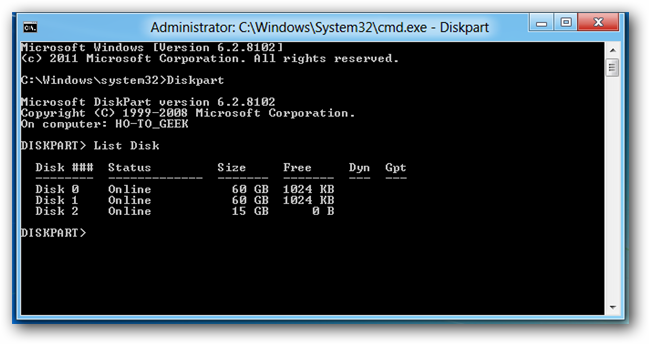 Administrator: C:\Windows\System32\cmd.exe - Diskpart
Microsoft Windows [Version 6.2.8102]
(c) 2011 Microsoft Corporation. All rights reserved.
C:\Windows\system32>Diskpart
Microsoft DiskPart version 6.2.8102
Copyright (C) 1999-2008 Microsoft Corporation.
On computer: HO-TO_GEEK
DISKPART> List Disk
Disk ###  Status         Size     Free     Dyn  Gpt
--------  -------------  -------  -------  ---  ---
Disk 0    Online           60 GB  1024 KB
Disk 1    Online           60 GB  1024 KB
Disk 2    Online           15 GB      0 B
DISKPART>